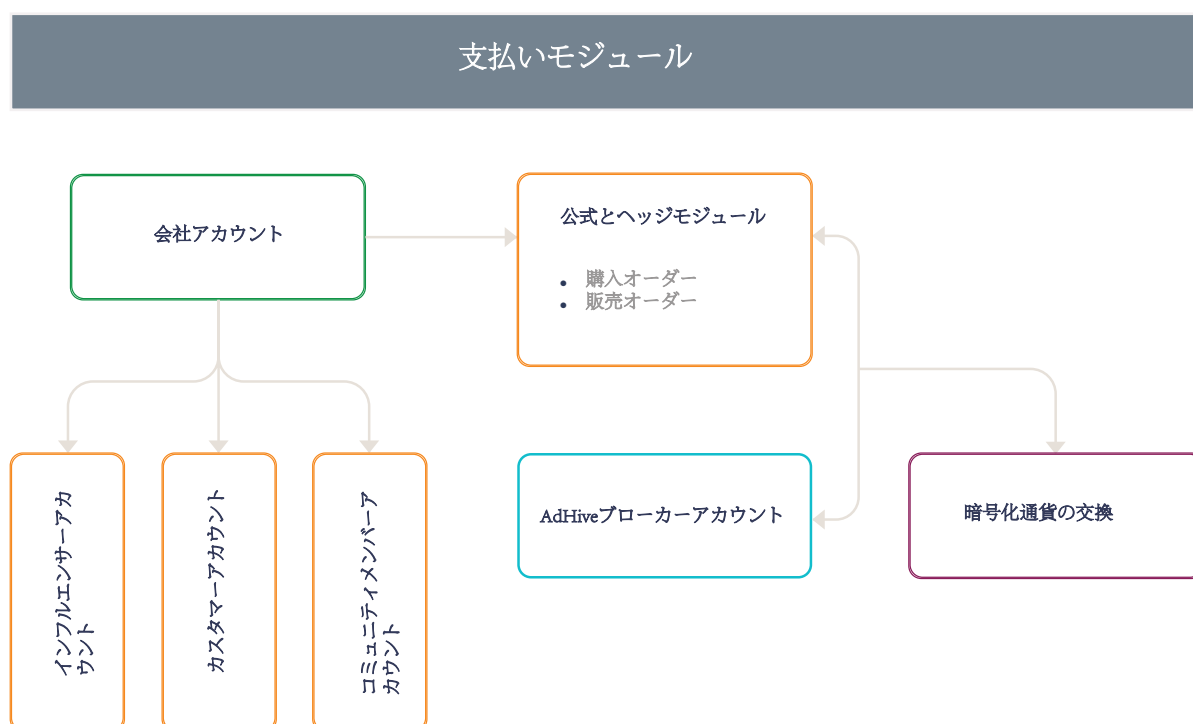 支払いモジュール
会社アカウント
公式とヘッジモジュール
• 購入オーダー
• 販売オーダー
インフルエンサーアカ
ウント
カスタマーアカウント
コミュニティメンバーア
カウント
AdHiveブローカーアカウント
暗号化通貨の交換